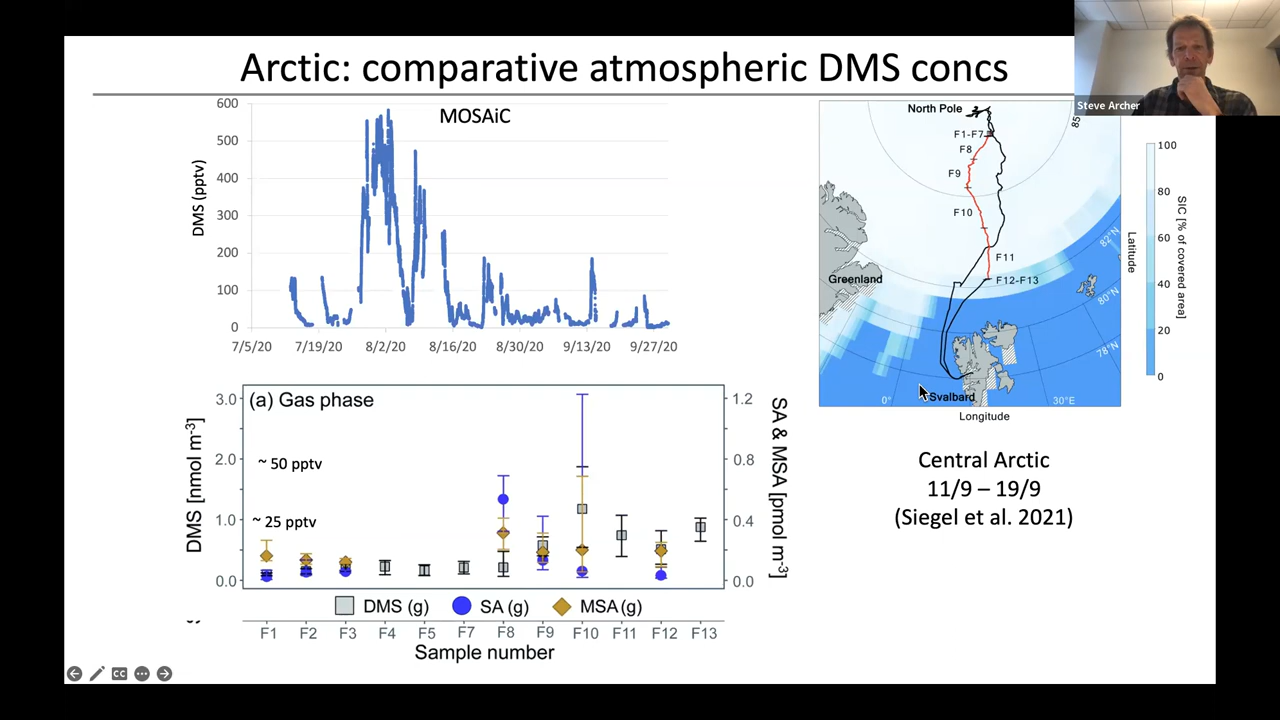 Arctic: comparative atmospheric DMS concs
Steve Archer
MOSAiC
DMS (pptv)
600
500
400
300
200
100
0
7/5/20 7/19/20 8/2/20 8/16/20 8/30/20 9/13/20 9/27/20
North Pole
85
F1-F7
F8
F9
F10
F11
F12-F13
Greenland
Svalbard
82°N
80°N
78°N
0°
30°E
Longitude
Latitude
100
80
60
40
20
0
SIC [% of covered area]
(a) Gas phase
DMS [nmol m-3]
3.0
2.0
1.0
0.0
~ 50 pptv
~ 25 pptv
1.2
0.8
0.4
0.0
SA & MSA [pmol m-3]
DMS (g) SA (g) MSA (g)
F1 F2 F3 F4 F5 F7 F8 F9 F10 F11 F12 F13
Sample number
Central Arctic
11/9 – 19/9
(Siegel et al. 2021)
CC